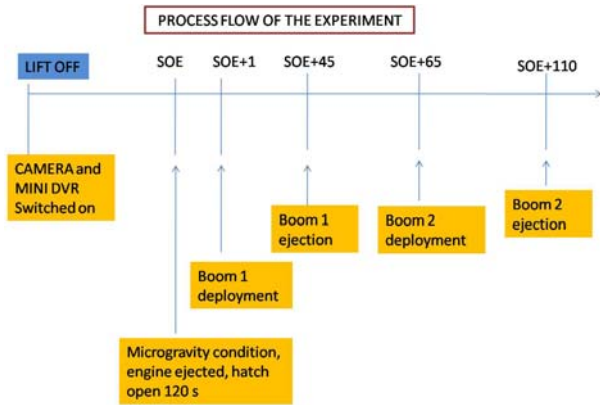 PROCESS FLOW OF THE EXPERIMENT
LIFT OFF
SOE
SOE+1
SOE+45
SOE+65
SOE+110
CAMERA and
MINI DVR
Switched on
Boom 1
ejection
Boom 2
deployment
Boom 2
ejection
Boom 1
deployment
Microgravity condition,
engine ejected, hatch
open 120 s